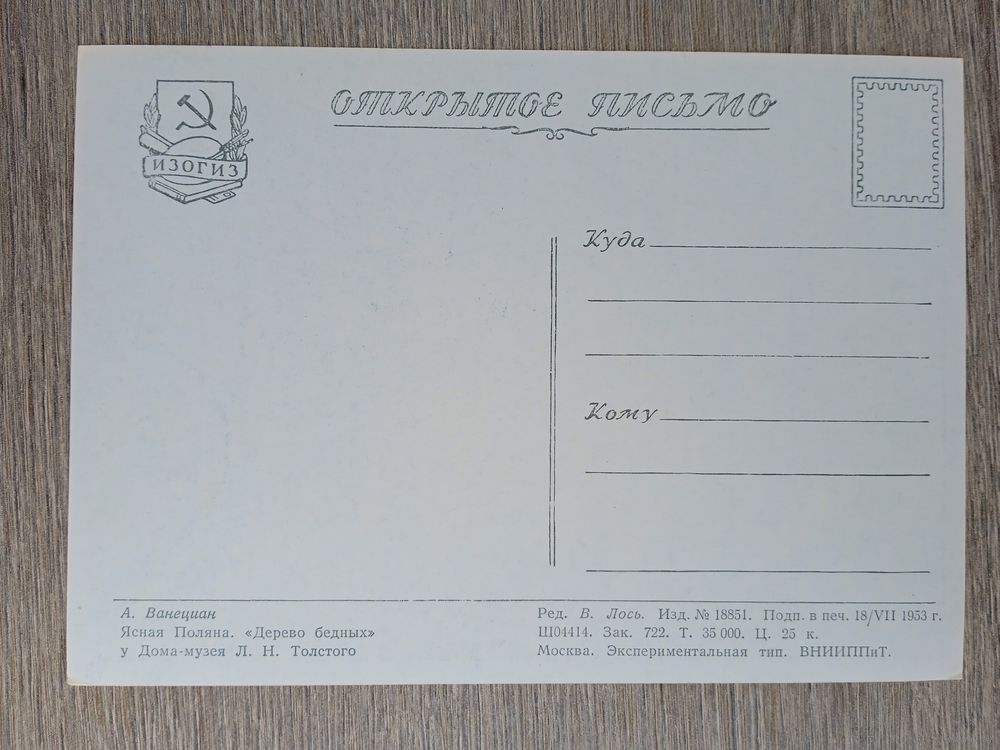 ИЗОГИЗ
ОТКРЫТОЕ ПИСЬМО
Куда
Кому
А. Ванециан
Ясная Поляна. «Дерево бедных»
у Дома-музея Л. Н. Толстого
Ред. В. Лось. Изд. № 18851. Подп. в печ. 18/VII 1953 г.
Ш04414. Зак. 722. Т. 35 000. Ц. 25 к.
Москва. Экспериментальная тип. ВНИИППиТ.